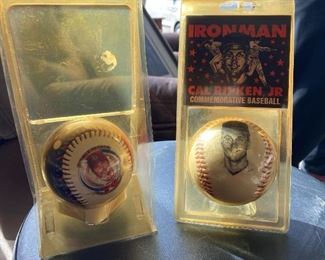 IRONMAN
CAL RIPKEN, JR
COMMEMORATIVE BASEBALL